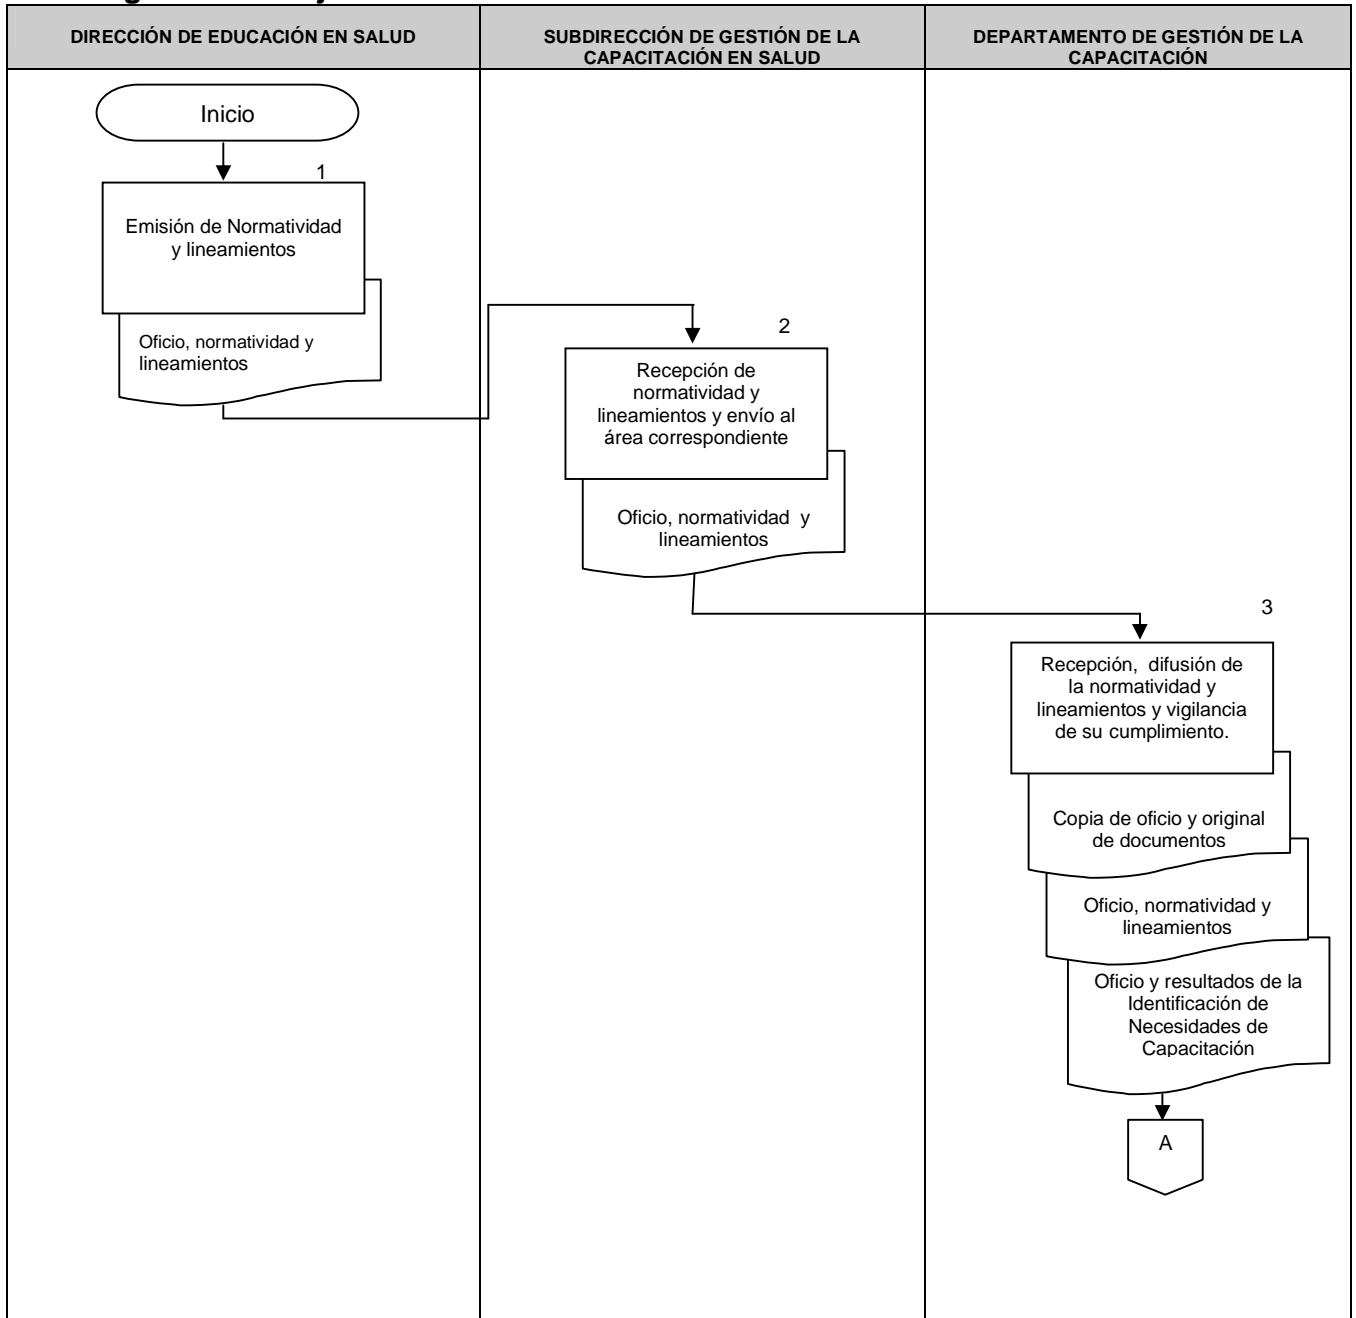 DIRECCIÓN DE EDUCACIÓN EN SALUD
SUBDIRECCIÓN DE GESTIÓN DE LA
CAPACITACIÓN EN SALUD
DEPARTAMENTO DE GESTIÓN DE LA
CAPACITACIÓN
Inicio
1
Emisión de Normatividad
y lineamientos
Oficio, normatividad y
lineamientos
2
Recepción de
normatividad y
lineamientos y envío al
área correspondiente
Oficio, normatividad y
lineamientos
3
Recepción, difusión de
la normatividad y
lineamientos y vigilancia
de su cumplimiento.
Copia de oficio y original
de documentos
Oficio, normatividad y
lineamientos
Oficio y resultados de la
Identificación de
Necesidades de
Capacitación
A